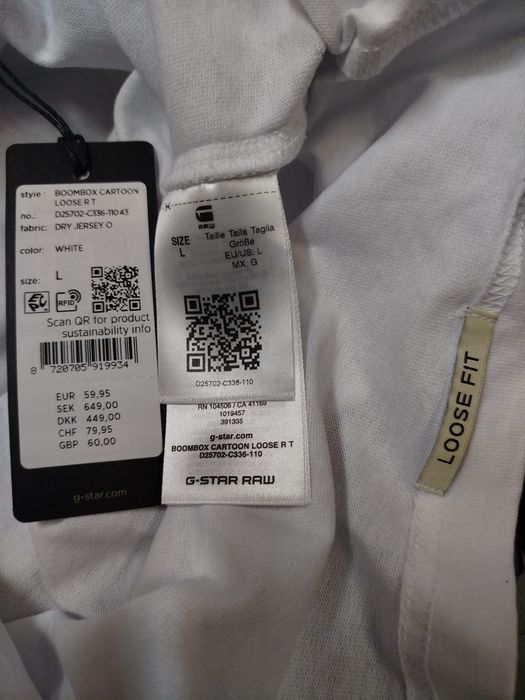 style : BOOMBOX CARTOON
LOOSE R T
no.: D25702-C336-110 43
fabric: DRY JERSEY O
color: WHITE
size: L
RFID
Scan QR for product
sustainability info
8 720705 919934
EUR 59,95
SEK 649,00
DKK 449,00
CHF 79,95
GBP 60,00
g-star.com
RAW
SIZE
L
Taille Talla Taglia
Größe
EU/US: L
MX: G
D25702-C336-110
RN 104506 / CA 41169
1019457
391335
g-star.com
BOOMBOX CARTOON LOOSE R T
D25702-C336-110
G-STAR RAW
LOOSE FIT